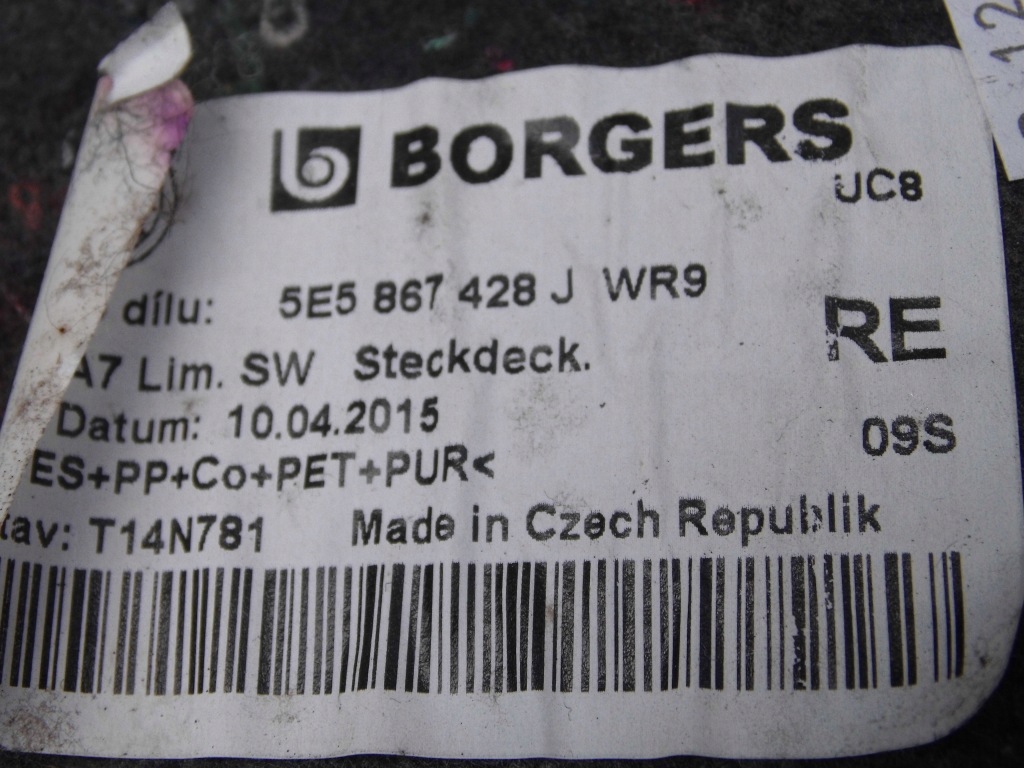 BORGERS
UC8
dílu: 5E5 867 428 J WR9
RE
A7 Lim. SW Steckdeck.
Datum: 10.04.2015
09S
ES+PP+Co+PET+PUR<
tav: T14N781 Made in Czech Republik
"12